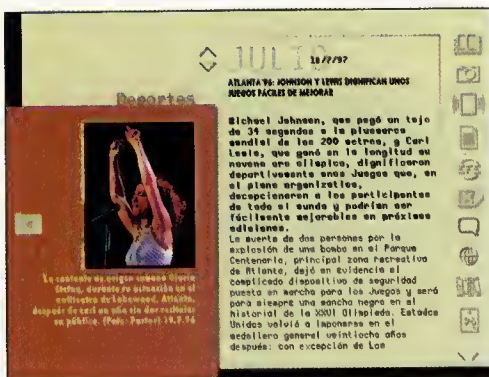 JULIO
18/7/97
ATLANTA'96: JOHNSON Y LEWIS DIGNIFICAN UNOS
JUEGOS FÁCILES DE MEJORAR
Deportes
Michael Johnson, que pegó un tajo
de 34 segundos a la plusmarca
mundial de los 200 metros, y Carl
Lewis, que ganó en la longitud su
noveno oro olímpico, dignificaron
deportivamente unos Juegos que, en
el plano organizativo,
decepcionaron a los participantes
de todo el mundo y podrían ser
fácilmente mejorables en próximas
ediciones.
La muerte de dos personas por la
explosión de una bomba en el Parque
Centenario, principal zona recreativa
de Atlanta, dejó en evidencia el
complicado dispositivo de seguridad
puesto en marcha para los Juegos y será
para siempre una mancha negra en el
historial de la XXVI Olimpiada. Estados
Unidos volvió a imponerse en el
medallero general veintiocho años
después: con excepción de Los
La cantante de origen cubano Gloria
Stefan, durante su actuación en el
anfiteatro de Lakewood, Atlanta,
después de casi un año sin dar recitales
en público. (Foto: Parker) 19.7.96